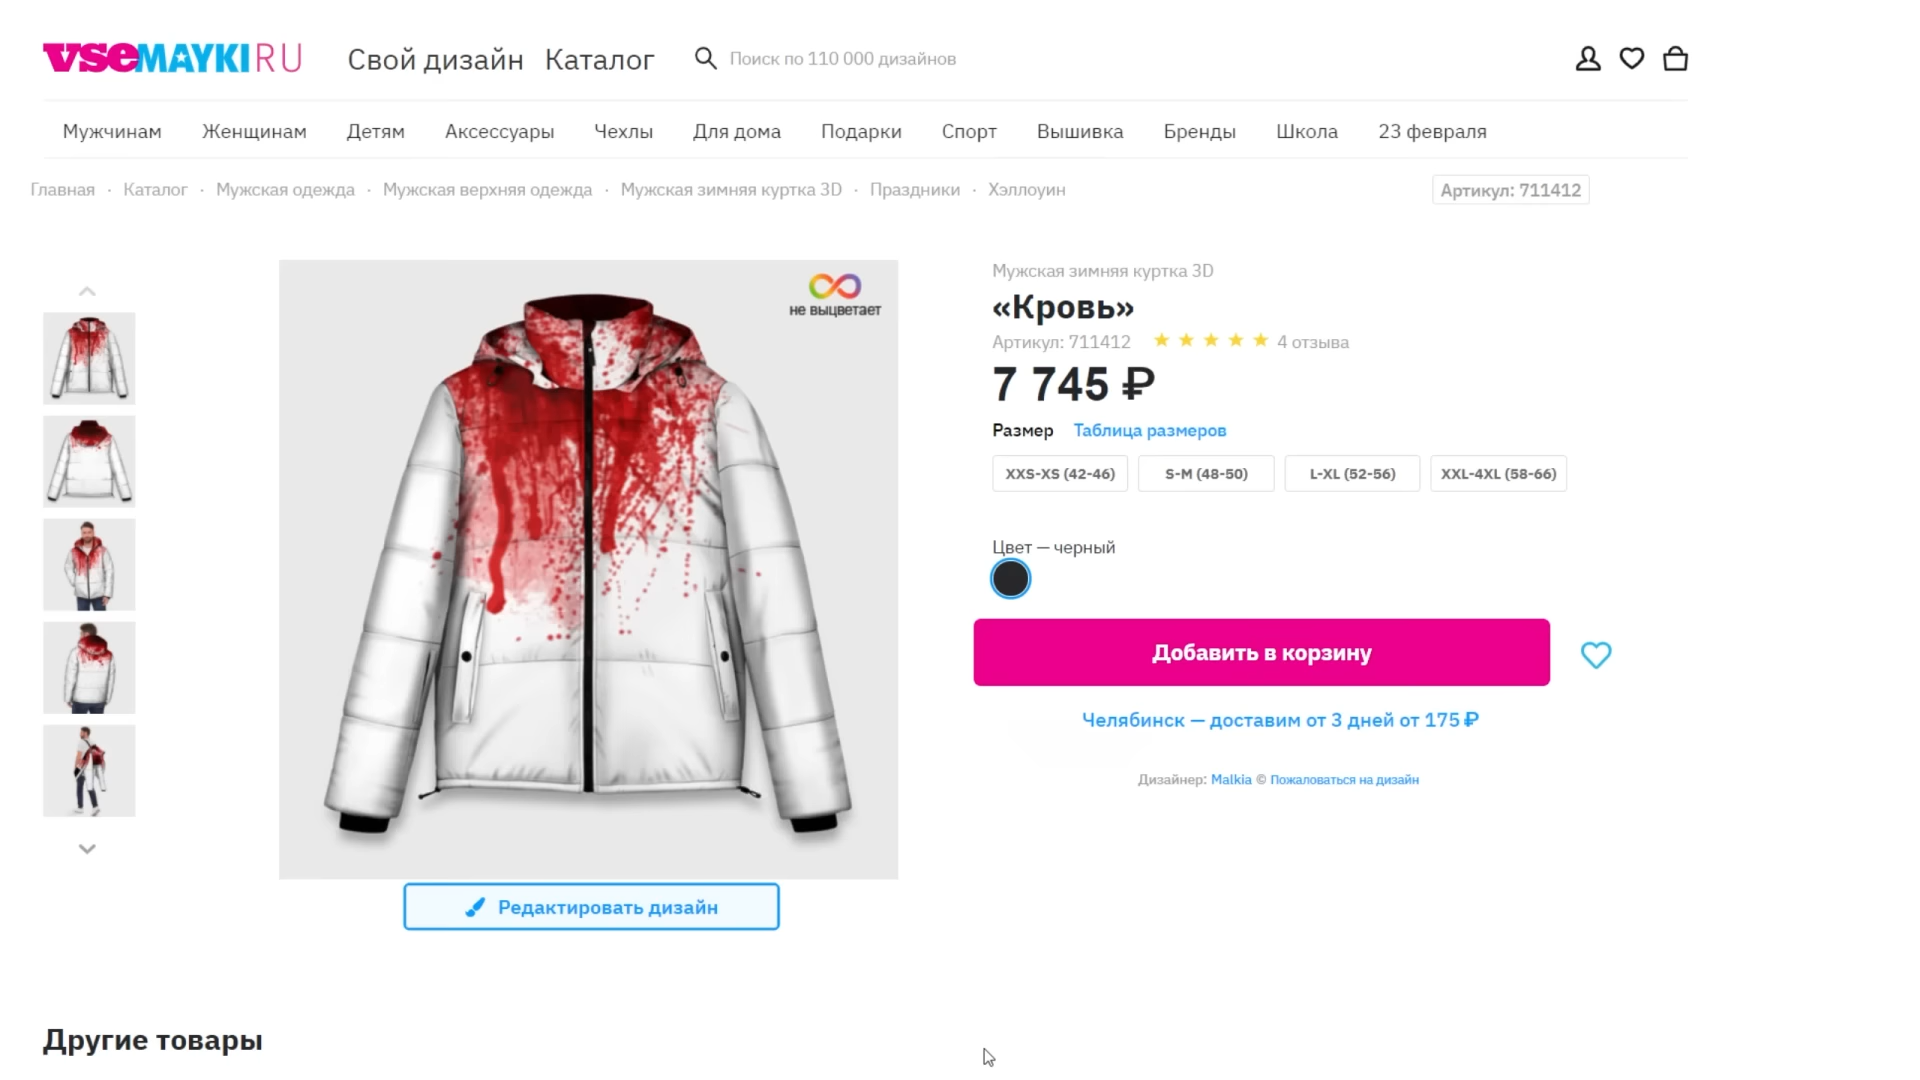 vseMAYKI.RU
Свой дизайн Каталог Поиск по 110 000 дизайнов
Мужчинам Женщинам Детям Аксессуары Чехлы Для дома Подарки Спорт Вышивка Бренды Школа 23 февраля
Главная · Каталог · Мужская одежда · Мужская верхняя одежда · Мужская зимняя куртка 3D · Праздники · Хэллоуин
Артикул: 711412
не выцветает
Мужская зимняя куртка 3D
«Кровь»
Артикул: 711412 4 отзыва
7 745 ₽
Размер Таблица размеров
XXS-XS (42-46) S-M (48-50) L-XL (52-56) XXL-4XL (58-66)
Цвет — черный
Добавить в корзину
Челябинск — доставим от 3 дней от 175 ₽
Дизайнер: Malkia © Пожаловаться на дизайн
Редактировать дизайн
Другие товары